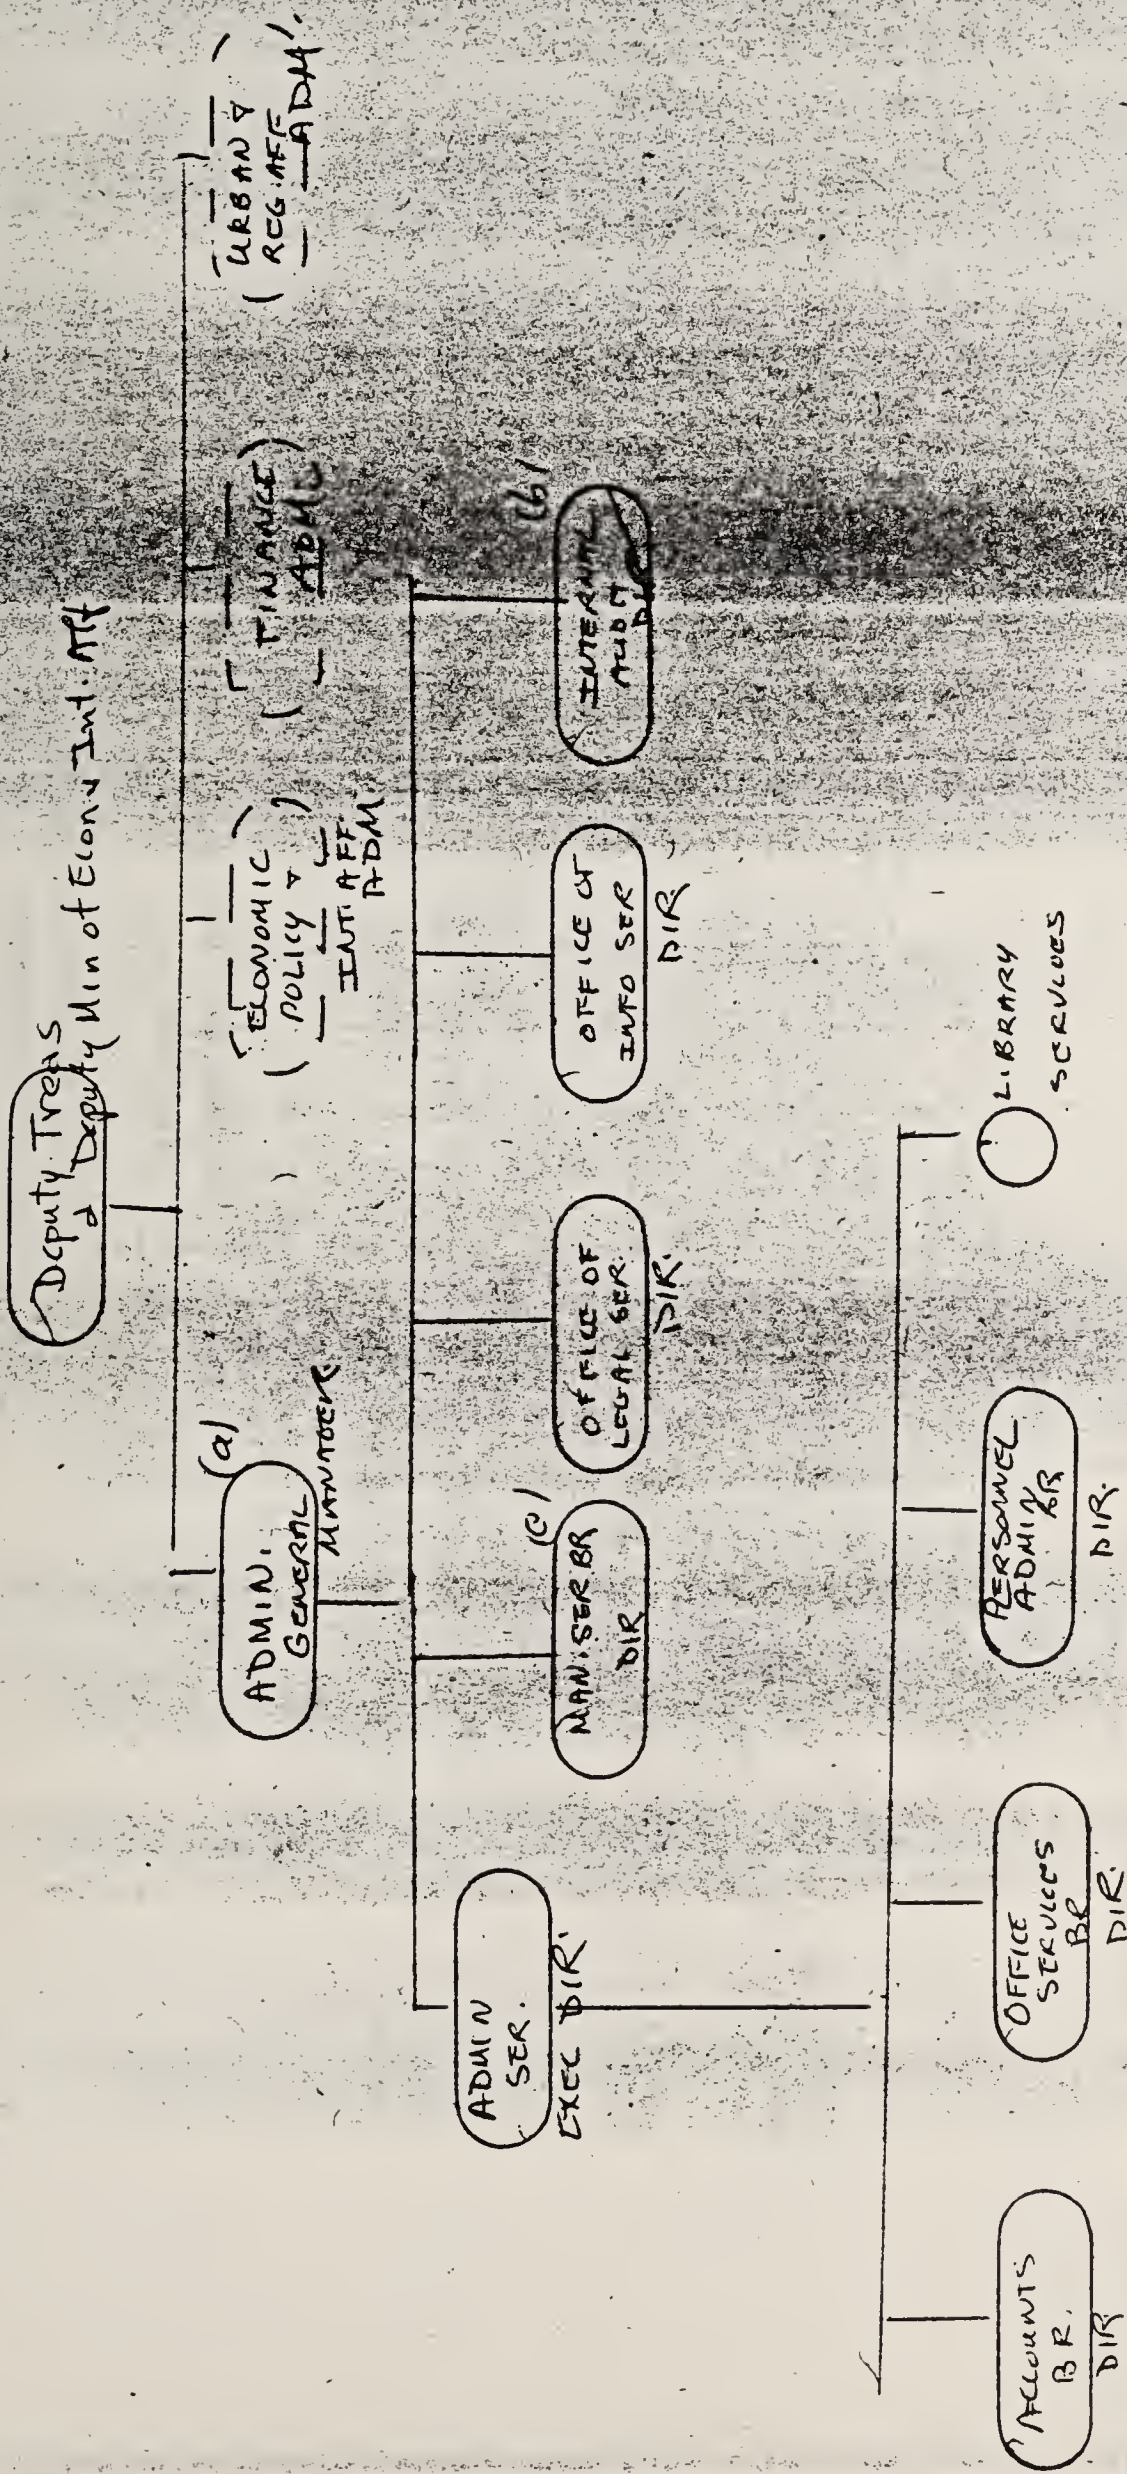 Deputy Treas
& Deputy Min of Econ & Int. Aff
(a)
ADMIN.
GENERAL
MANAGER
ECONOMIC
POLICY &
INT. AFF
ADM.
FINANCE
ADM.
URBAN &
REG. AFF
ADM.
ADMIN
SER.
EXEC DIR.
(c)
MAN. SER BR
DIR
OFFICE OF
LEGAL SER.
DIR.
OFFICE OF
INFO SER
DIR.
(b)
INTERNAL
AUDIT
DIR
ACCOUNTS
BR.
DIR
OFFICE
SERVICES
BR
DIR.
PERSONNEL
ADMIN
BR
DIR.
LIBRARY
SERVICES